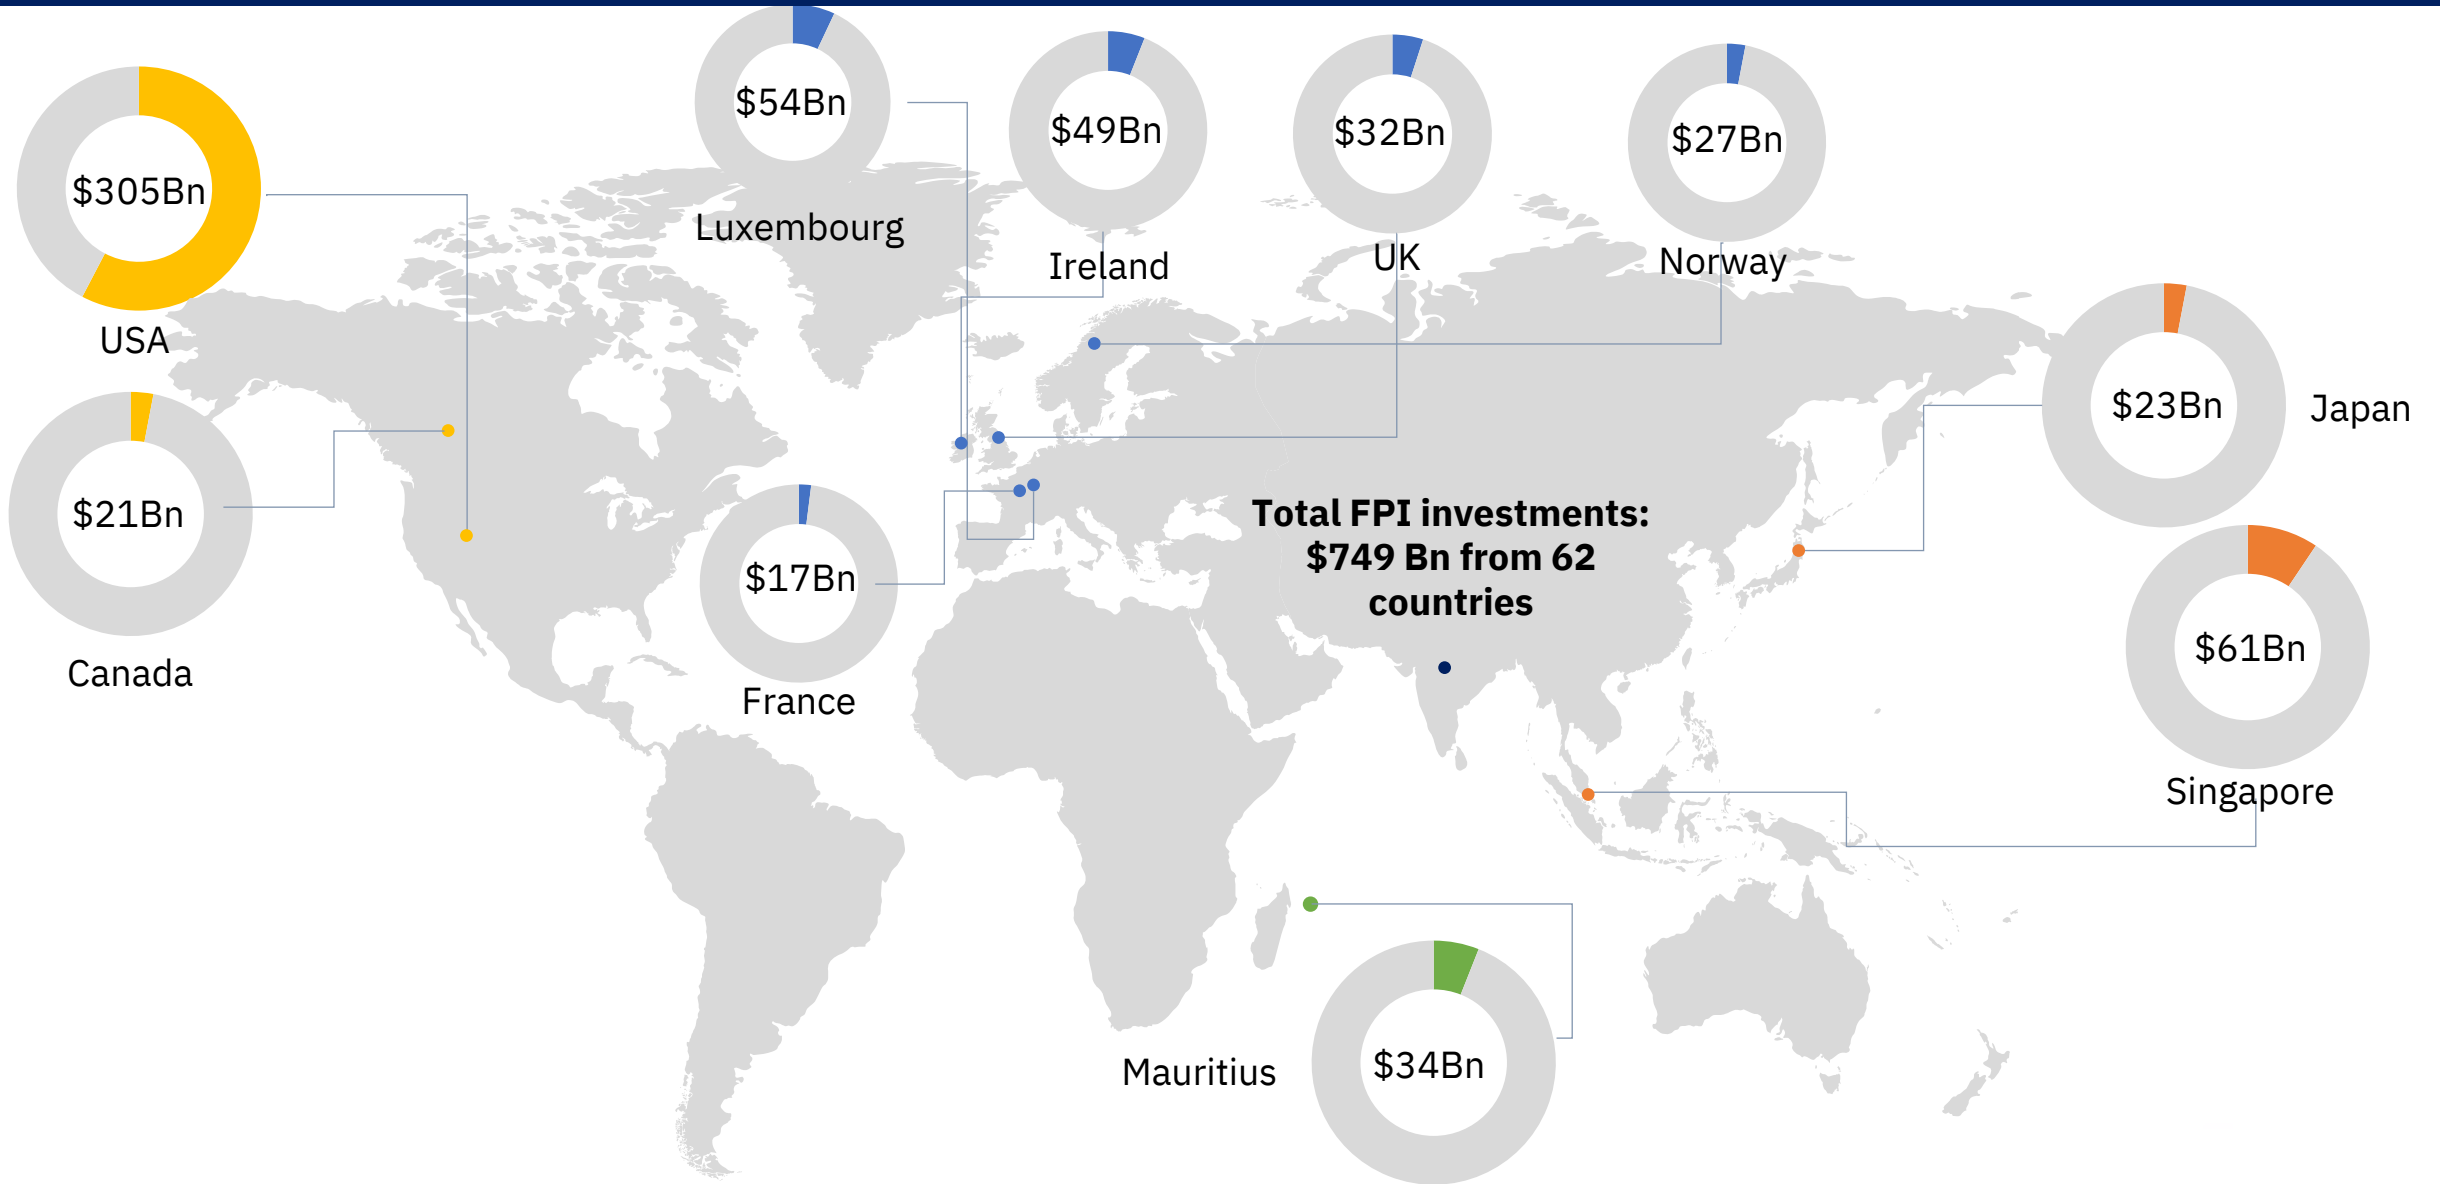 $54Bn
Luxembourg
$49Bn
Ireland
$32Bn
UK
$27Bn
Norway
$305Bn
USA
$21Bn
Canada
$17Bn
France
Total FPI investments:
$749 Bn from 62
countries
$23Bn
Japan
$61Bn
Singapore
Mauritius
$34Bn